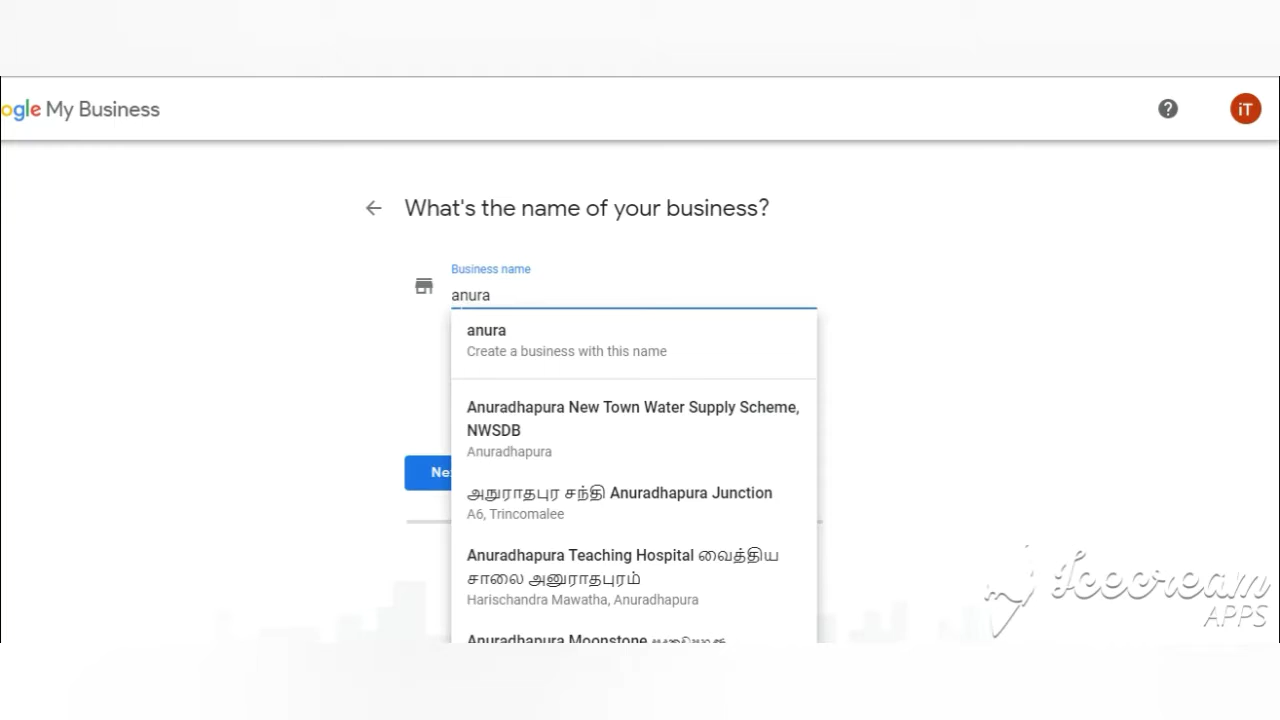 ogle My Business
iT
What's the name of your business?
Business name
anura
anura
Create a business with this name
Anuradhapura New Town Water Supply Scheme,
NWSDB
Anuradhapura
Ne
அநுராதபுர சந்தி Anuradhapura Junction
A6, Trincomalee
Anuradhapura Teaching Hospital வைத்திய
சாலை அனுராதபுரம்
Harischandra Mawatha, Anuradhapura
Anuradhapura Moonstone
Icecream
APPS